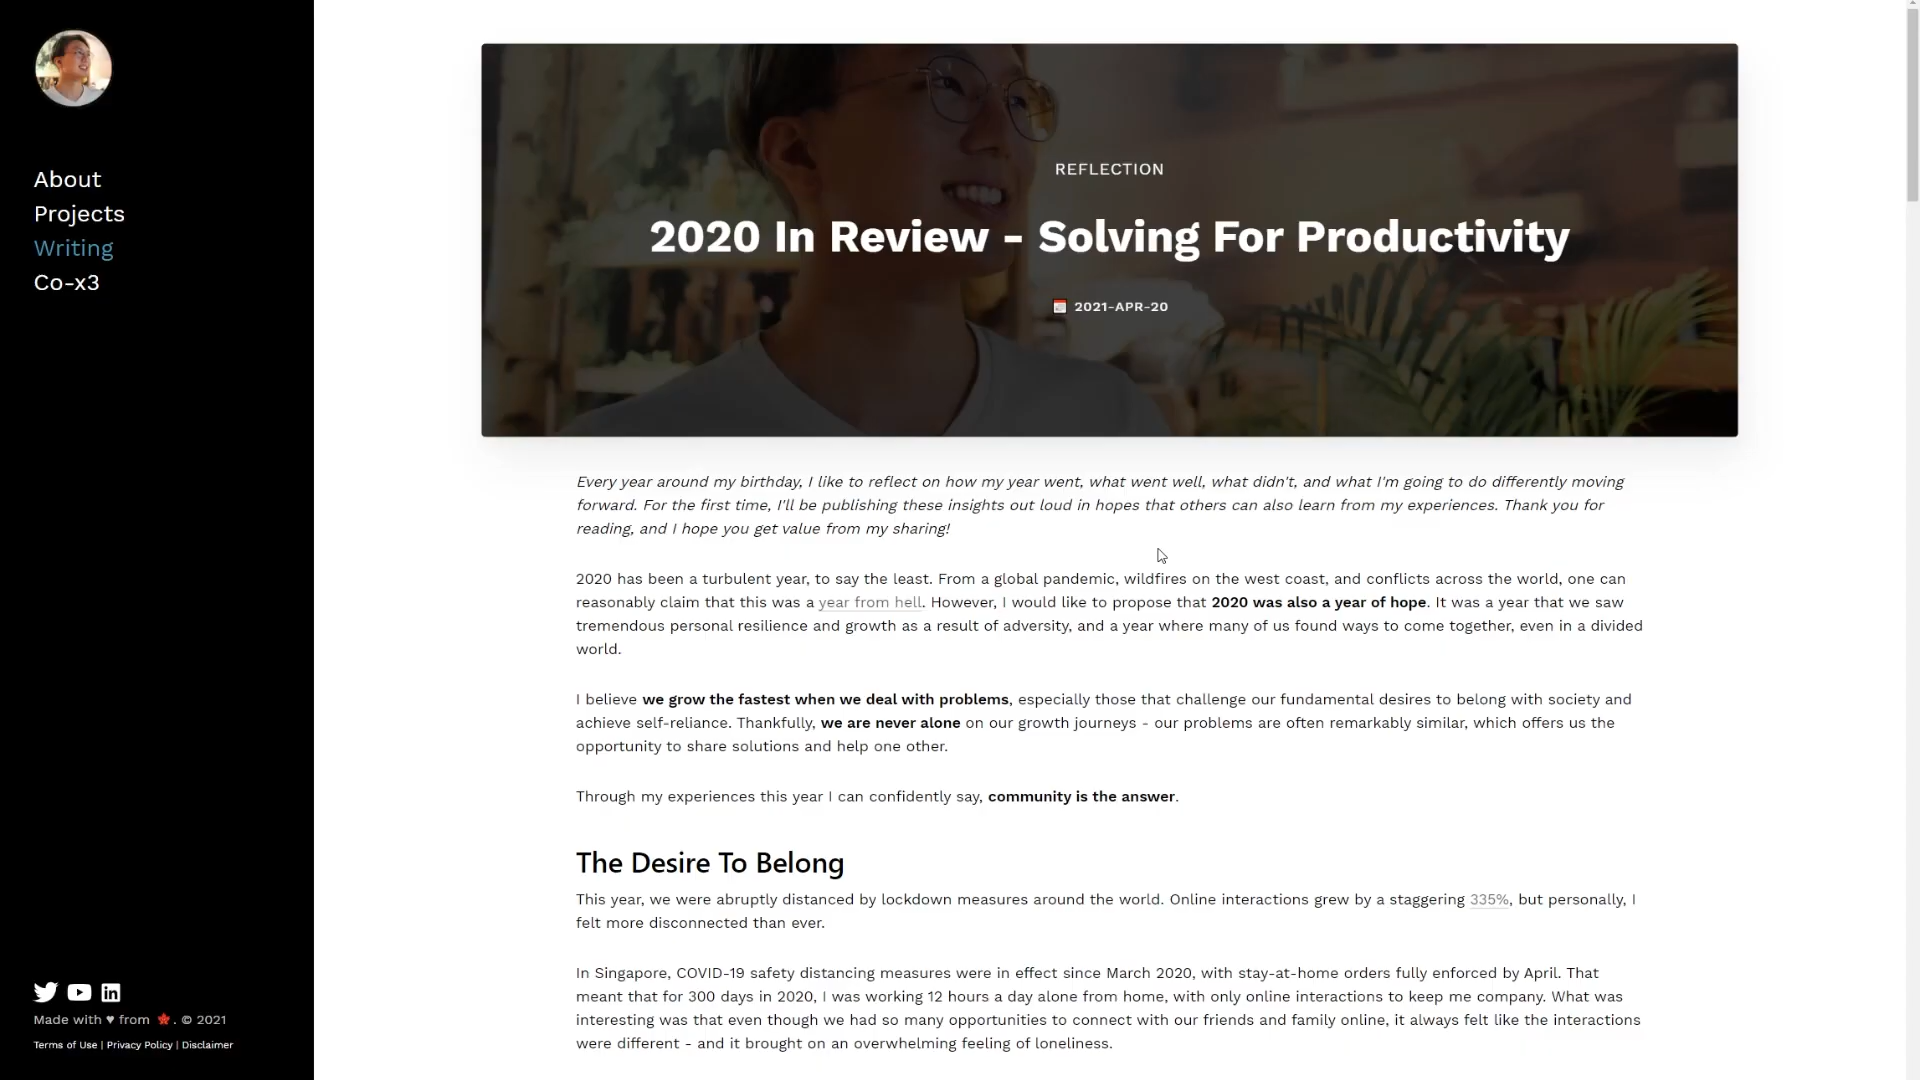 About
Projects
Writing
Co-x3
REFLECTION
2020 In Review - Solving For Productivity
2021-APR-20
Every year around my birthday, I like to reflect on how my year went, what went well, what didn't, and what I'm going to do differently moving
forward. For the first time, I'll be publishing these insights out loud in hopes that others can also learn from my experiences. Thank you for
reading, and I hope you get value from my sharing!
2020 has been a turbulent year, to say the least. From a global pandemic, wildfires on the west coast, and conflicts across the world, one can
reasonably claim that this was a year from hell. However, I would like to propose that 2020 was also a year of hope. It was a year that we saw
tremendous personal resilience and growth as a result of adversity, and a year where many of us found ways to come together, even in a divided
world.
I believe we grow the fastest when we deal with problems, especially those that challenge our fundamental desires to belong with society and
achieve self-reliance. Thankfully, we are never alone on our growth journeys - our problems are often remarkably similar, which offers us the
opportunity to share solutions and help one other.
Through my experiences this year I can confidently say, community is the answer.
The Desire To Belong
This year, we were abruptly distanced by lockdown measures around the world. Online interactions grew by a staggering 335%, but personally, I
felt more disconnected than ever.
In Singapore, COVID-19 safety distancing measures were in effect since March 2020, with stay-at-home orders fully enforced by April. That
meant that for 300 days in 2020, I was working 12 hours a day alone from home, with only online interactions to keep me company. What was
interesting was that even though we had so many opportunities to connect with our friends and family online, it always felt like the interactions
were different - and it brought on an overwhelming feeling of loneliness.
Made with ♥ from 🌺. © 2021
Terms of Use | Privacy Policy | Disclaimer